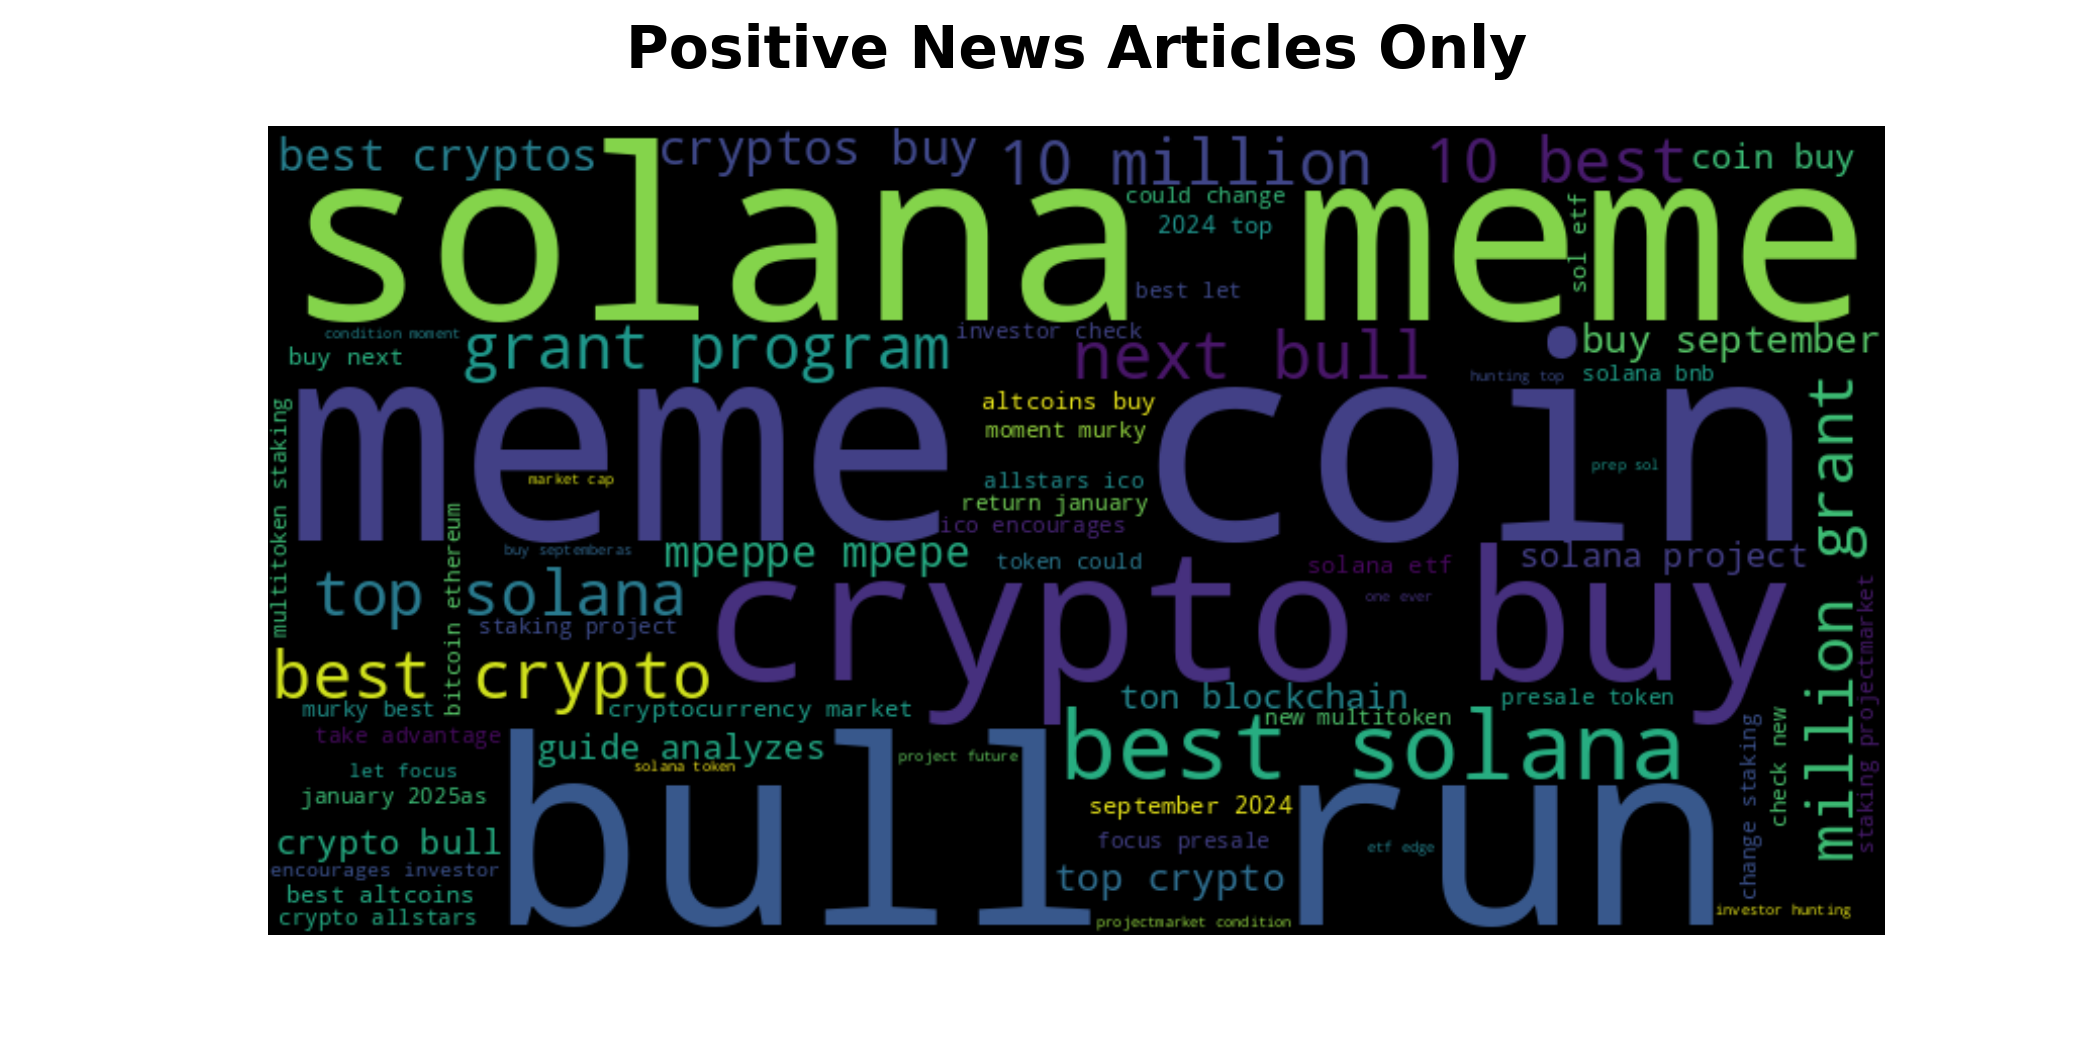 Positive News Articles Only
best cryptos
cryptos buy
10 million
10 best
coin buy
solana meme
could change
2024 top
sol etf
best let
condition moment
grant program
investor check
next bull
buy september
buy next
hunting top
solana bnb
meme coin
altcoins buy
moment murky
million grant
multitoken staking
market cap
allstars ico
return january
prep sol
ico encourages
bitcoin ethereum
buy septemberas
mpeppe mpepe
token could
solana etf
solana project
top solana
crypto buy
one ever
staking project
staking projectmarket
best crypto
ton blockchain
presale token
murky best
cryptocurrency market
new multitoken
take advantage
guide analyzes
best solana
project future
solana token
let focus
january 2025as
bull run
september 2024
change staking
check new
crypto bull
focus presale
etf edge
encourages investor
top crypto
best altcoins
crypto allstars
projectmarket condition
investor hunting